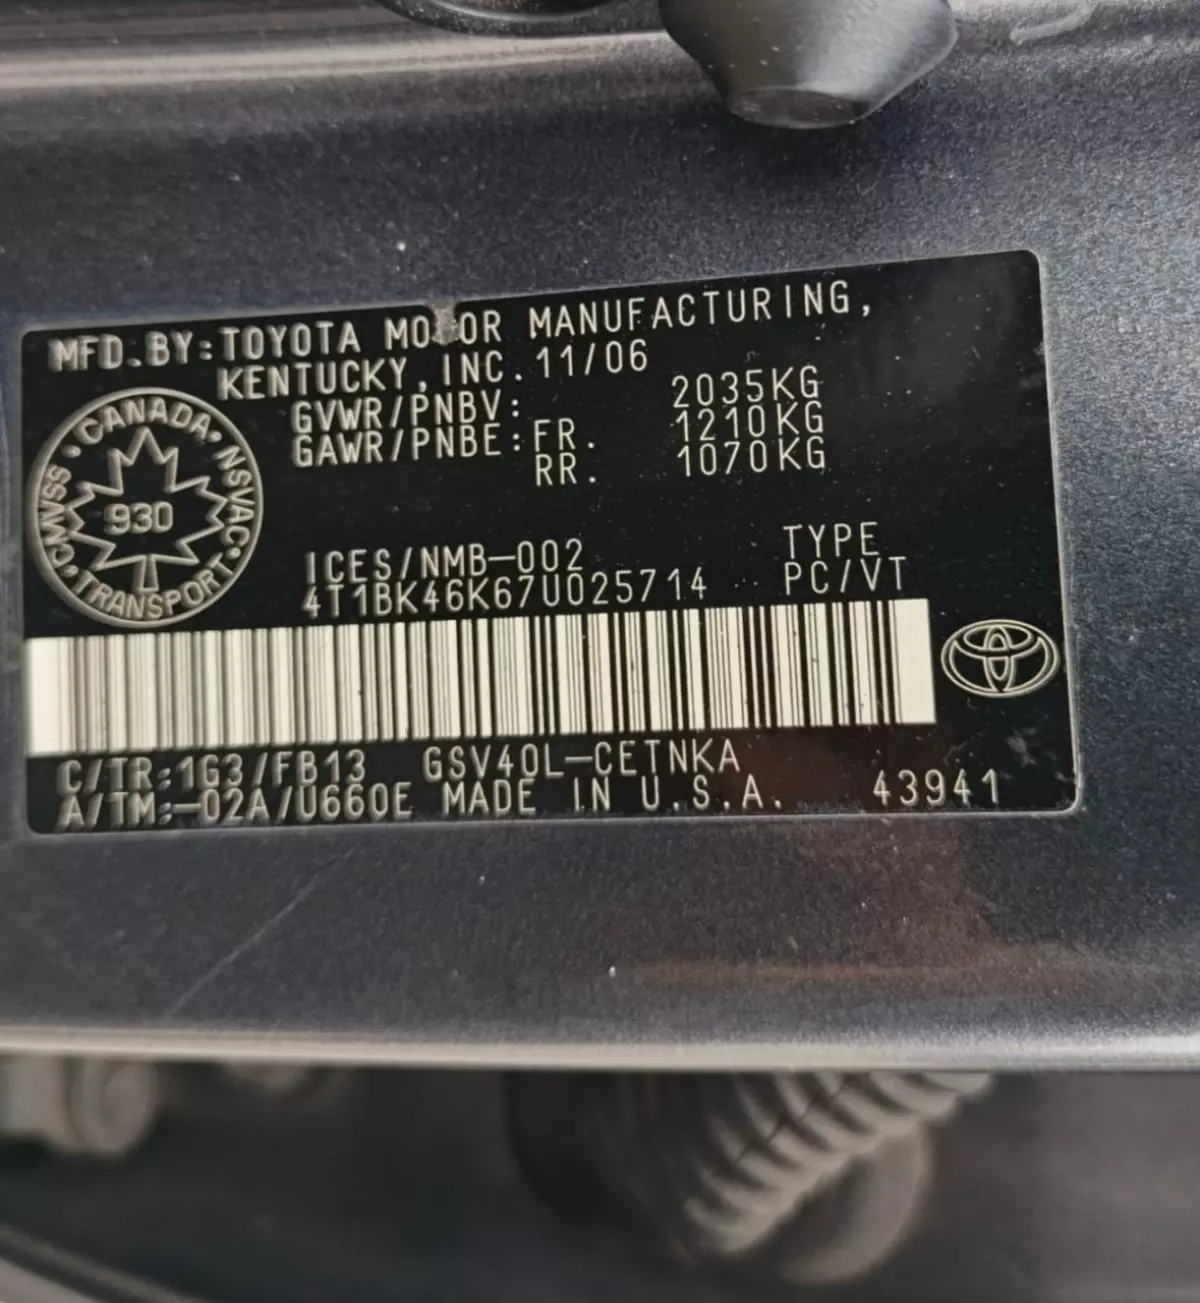 MFD.BY:TOYOTA MOTOR MANUFACTURING,
KENTUCKY, INC. 11/06
GVWR/PNBV: 2035KG
GAWR/PNBE: FR. 1210KG
RR. 1070KG
CANADA • NSVAC • TRANSPORT • CMVSS •
930
ICES/NMB-002 TYPE
4T1BK46K67U025714 PC/VT
C/TR:1G3/FB13 GSV40L-CETNKA
A/TM:-02A/U660E MADE IN U.S.A. 43941